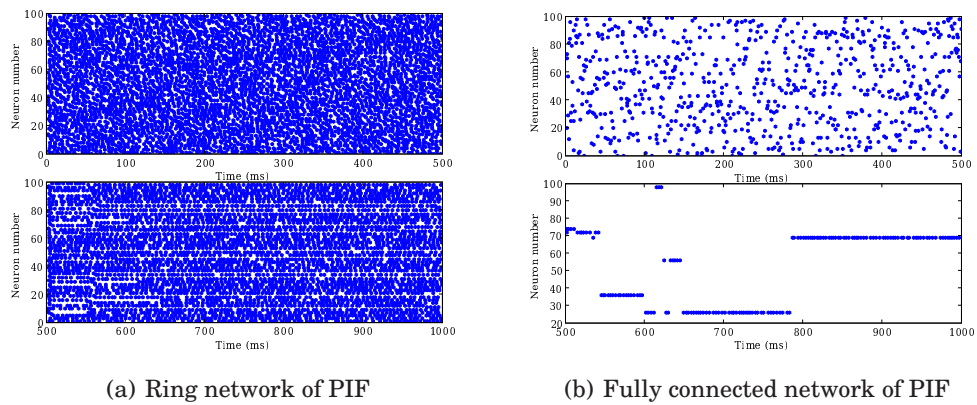 100
80
60
40
20
0
Neuron number
0 100 200 300 400 500
Time (ms)
100
80
60
40
20
0
Neuron number
500 600 700 800 900 1000
Time (ms)
(a) Ring network of PIF
100
80
60
40
20
0
Neuron number
0 100 200 300 400 500
Time (ms)
100
90
80
70
60
50
40
30
20
Neuron number
500 600 700 800 900 1000
Time (ms)
(b) Fully connected network of PIF